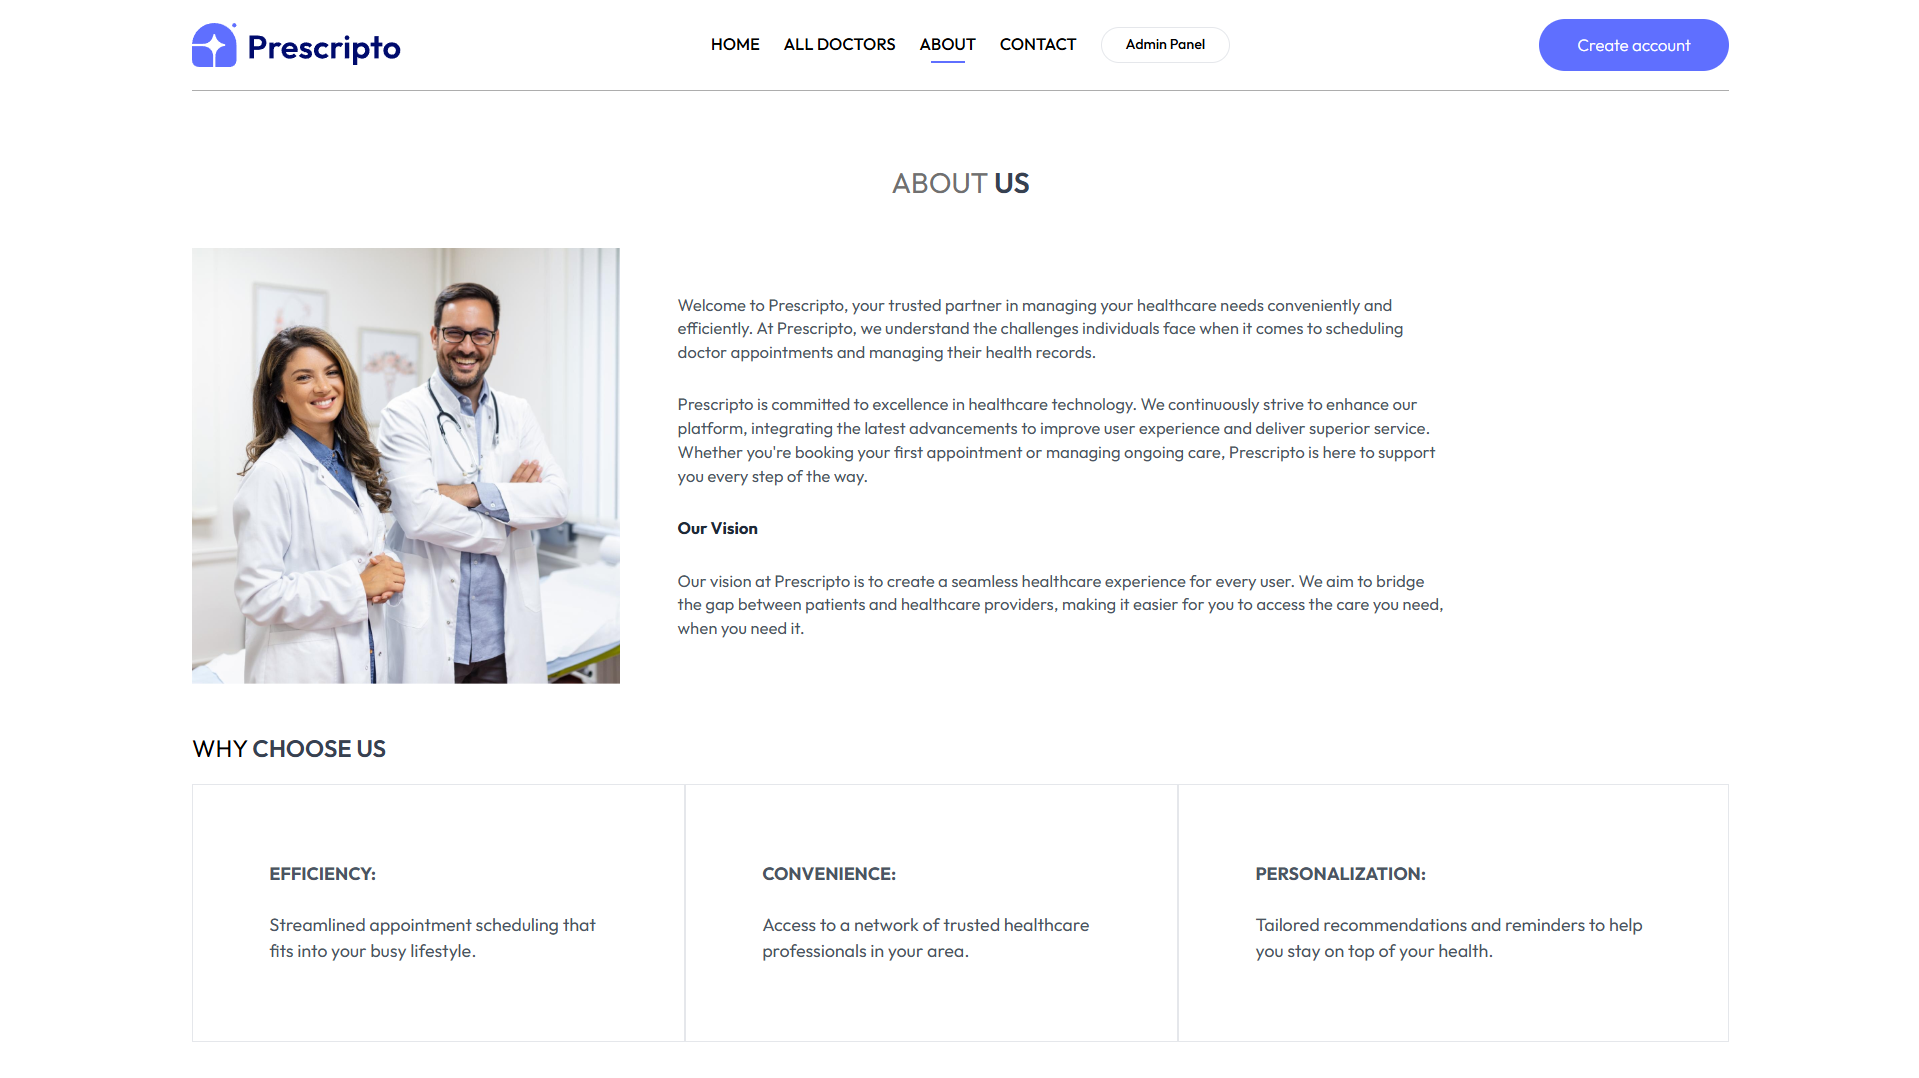 Prescripto
HOME
ALL DOCTORS
ABOUT
CONTACT
Admin Panel
Create account
ABOUT US
Welcome to Prescripto, your trusted partner in managing your healthcare needs conveniently and
efficiently. At Prescripto, we understand the challenges individuals face when it comes to scheduling
doctor appointments and managing their health records.
Prescripto is committed to excellence in healthcare technology. We continuously strive to enhance our
platform, integrating the latest advancements to improve user experience and deliver superior service.
Whether you're booking your first appointment or managing ongoing care, Prescripto is here to support
you every step of the way.
Our Vision
Our vision at Prescripto is to create a seamless healthcare experience for every user. We aim to bridge
the gap between patients and healthcare providers, making it easier for you to access the care you need,
when you need it.
WHY CHOOSE US
EFFICIENCY:
Streamlined appointment scheduling that
fits into your busy lifestyle.
CONVENIENCE:
Access to a network of trusted healthcare
professionals in your area.
PERSONALIZATION:
Tailored recommendations and reminders to help
you stay on top of your health.